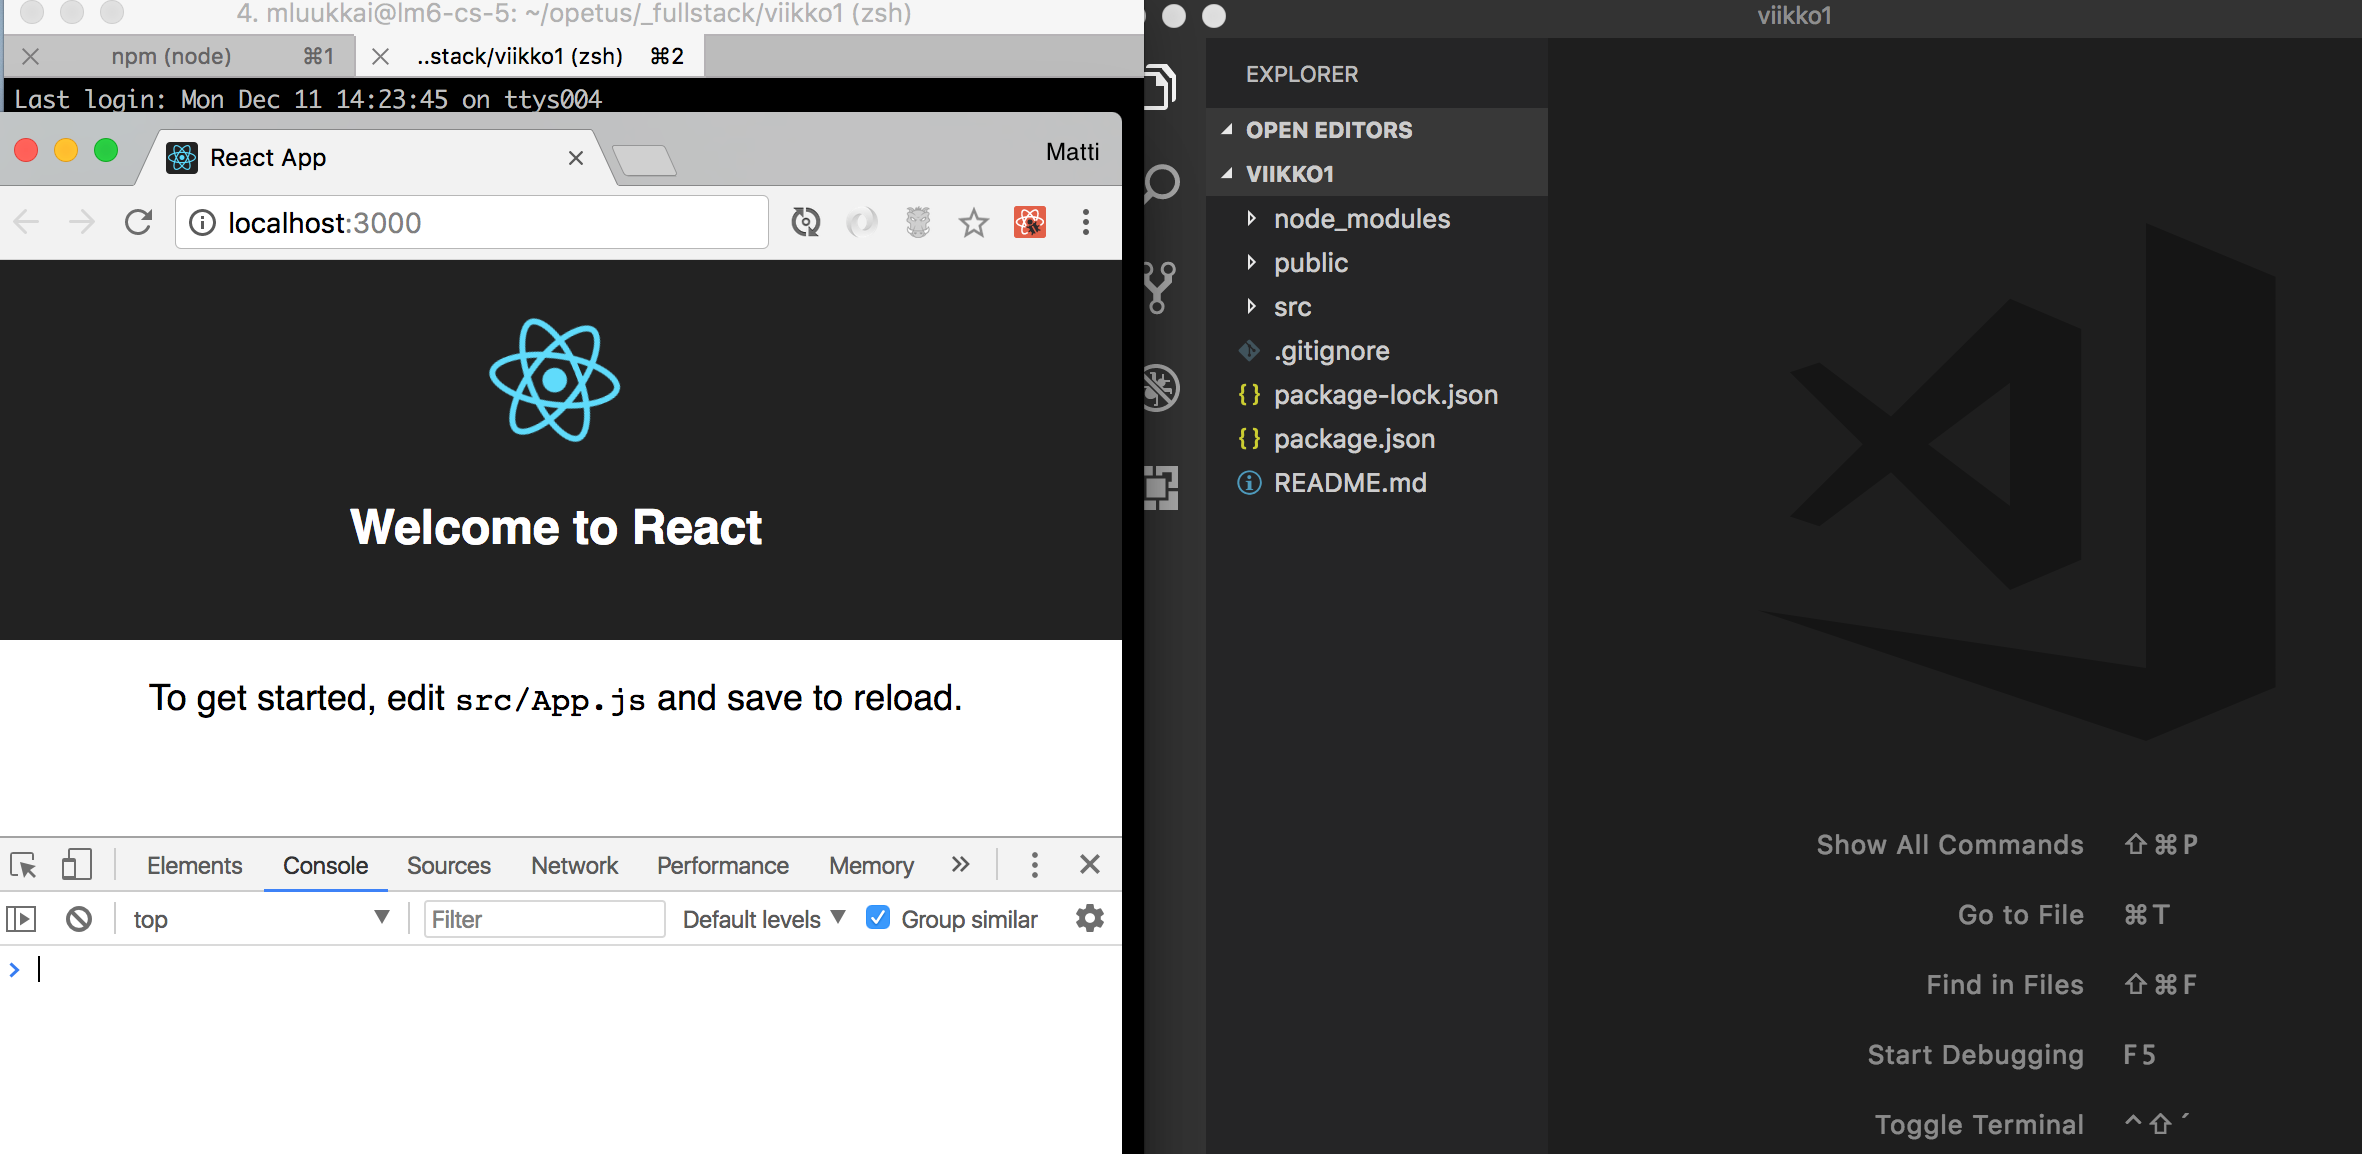 4. mluukkai@lm6-cs-5: ~/opetus/_fullstack/viikko1 (zsh)
npm (node) ⌘1
..stack/viikko1 (zsh) ⌘2
Last login: Mon Dec 11 14:23:45 on ttys004
React App
Matti
localhost:3000
Welcome to React
To get started, edit src/App.js and save to reload.
Elements Console Sources Network Performance Memory »
top Filter Default levels Group similar
>
viikko1
EXPLORER
OPEN EDITORS
VIIKKO1
node_modules
public
src
.gitignore
{} package-lock.json
{} package.json
README.md
Show All Commands ⇧⌘P
Go to File ⌘T
Find in Files ⇧⌘F
Start Debugging F5
Toggle Terminal ^⇧´